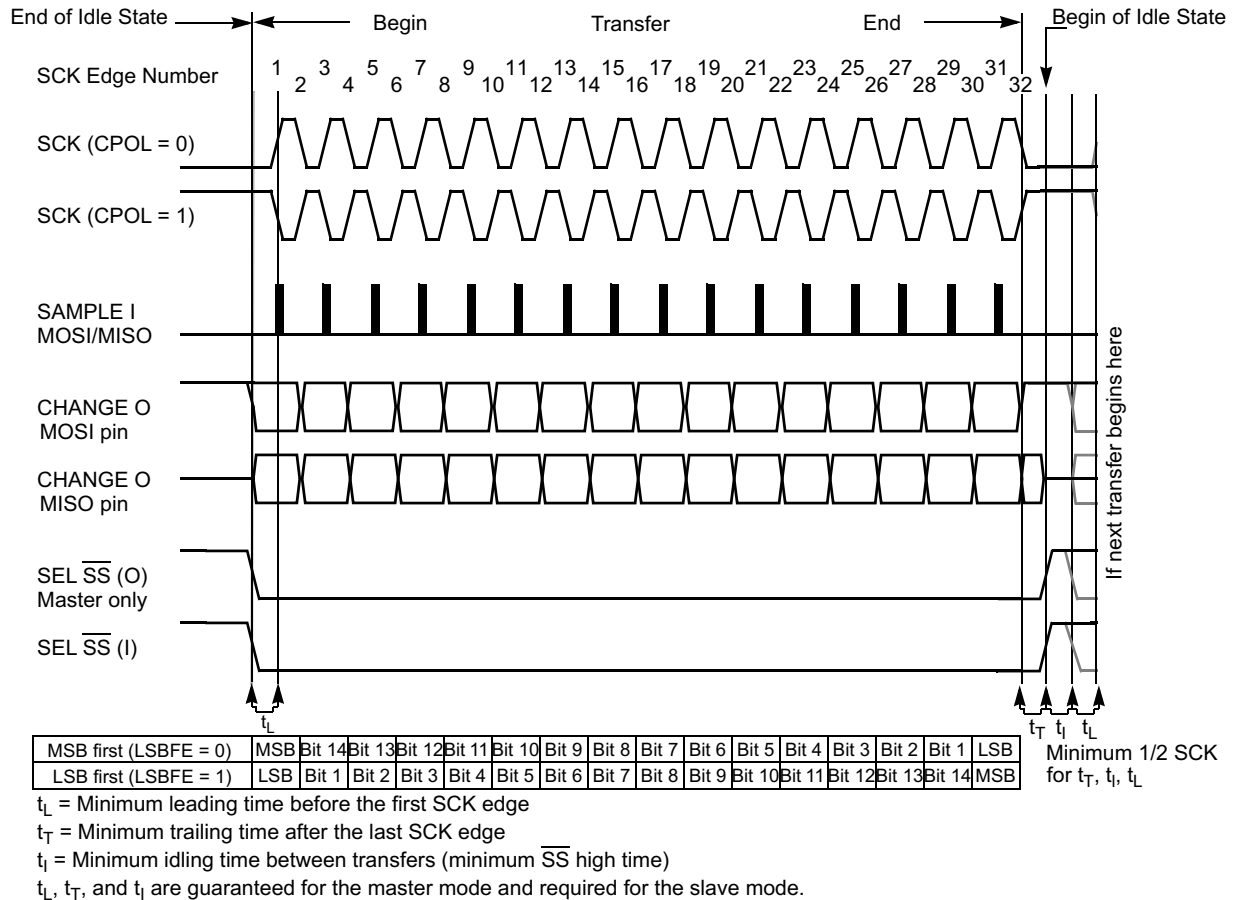 End of Idle State Begin Transfer End Begin of Idle State
SCK Edge Number
1 3 5 7 9 11 13 15 17 19 21 23 25 27 29 31
2 4 6 8 10 12 14 16 18 20 22 24 26 28 30 32
SCK (CPOL = 0)
SCK (CPOL = 1)
SAMPLE I
MOSI/MISO
CHANGE O
MOSI pin
CHANGE O
MISO pin
SEL S̅S̅ (O)
Master only
SEL S̅S̅ (I)
If next transfer begins here
tL tT tI tL
MSB first (LSBFE = 0) MSB Bit 14 Bit 13 Bit 12 Bit 11 Bit 10 Bit 9 Bit 8 Bit 7 Bit 6 Bit 5 Bit 4 Bit 3 Bit 2 Bit 1 LSB
LSB first (LSBFE = 1) LSB Bit 1 Bit 2 Bit 3 Bit 4 Bit 5 Bit 6 Bit 7 Bit 8 Bit 9 Bit 10 Bit 11 Bit 12 Bit 13 Bit 14 MSB
Minimum 1/2 SCK
for tT, tI, tL
tL = Minimum leading time before the first SCK edge
tT = Minimum trailing time after the last SCK edge
tI = Minimum idling time between transfers (minimum S̅S̅ high time)
tL, tT, and tI are guaranteed for the master mode and required for the slave mode.